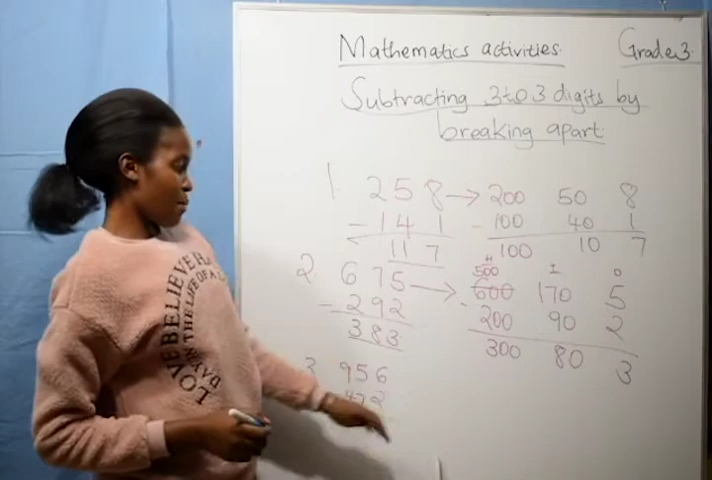 Mathematics activities. Grade 3
Subtracting 3 to 3 digits by
breaking apart
1. 258 → 200 50 8
- 141 - 100 40 1
117 100 10 7
H T O
500
2. 675 → 600 170 5
- 292 - 200 90 2
383 300 80 3
3 956
472
BELIEVE
LOVE